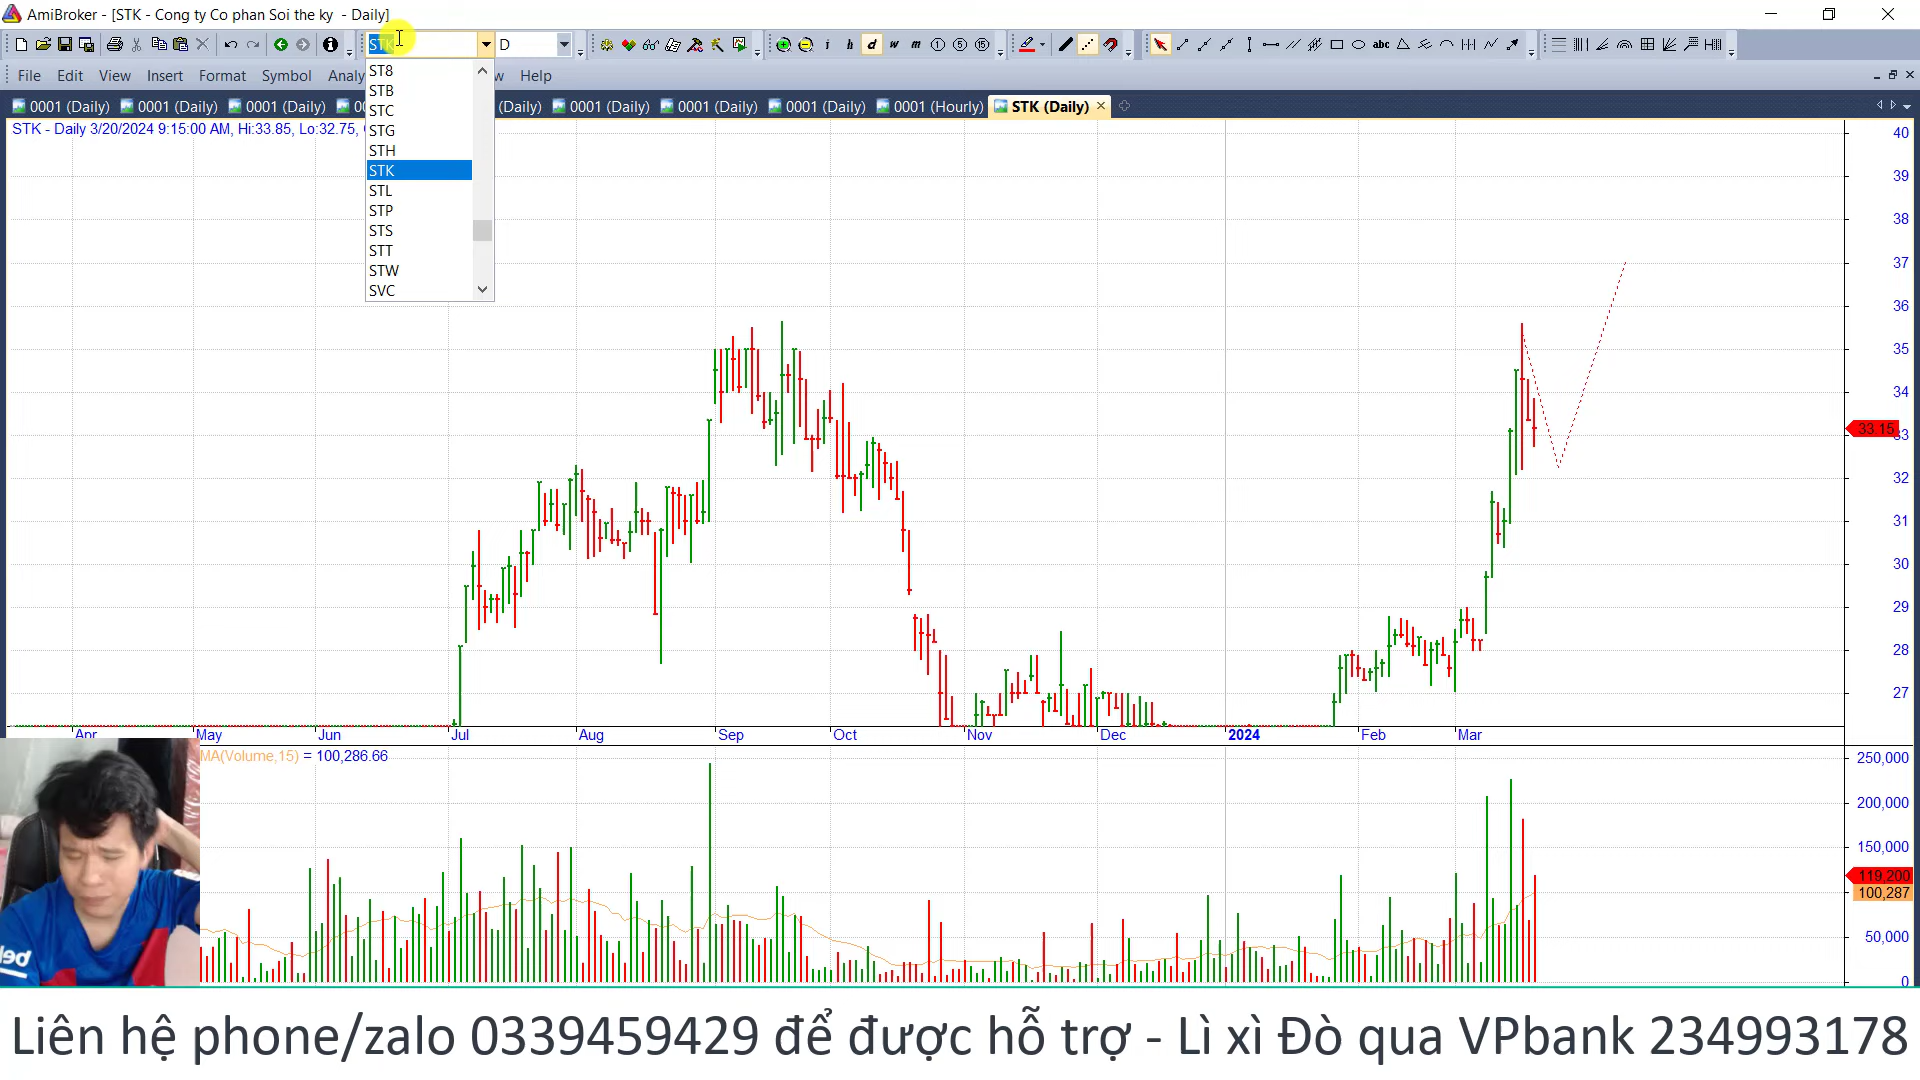 AmiBroker - [STK - Cong ty Co phan Soi the ky - Daily]
STK
D
i h d w m 1 5 15
abc
File Edit View Insert Format Symbol Analy w Help
0001 (Daily) 0001 (Daily) 0001 (Daily) (Daily) 0001 (Daily) 0001 (Daily) 0001 (Daily) 0001 (Hourly) STK (Daily)
STK - Daily 3/20/2024 9:15:00 AM, Hi:33.85, Lo:32.75,
ST8
STB
STC
STG
STH
STK
STL
STP
STS
STT
STW
SVC
40
39
38
37
36
35
34
33.15
33
32
31
30
29
28
27
Apr May Jun Jul Aug Sep Oct Nov Dec 2024 Feb Mar
MA(Volume,15) = 100,286.66
250,000
200,000
150,000
119,200
100,287
50,000
0
Liên hệ phone/zalo 0339459429 để được hỗ trợ - Lì xì Đò qua VPbank 234993178